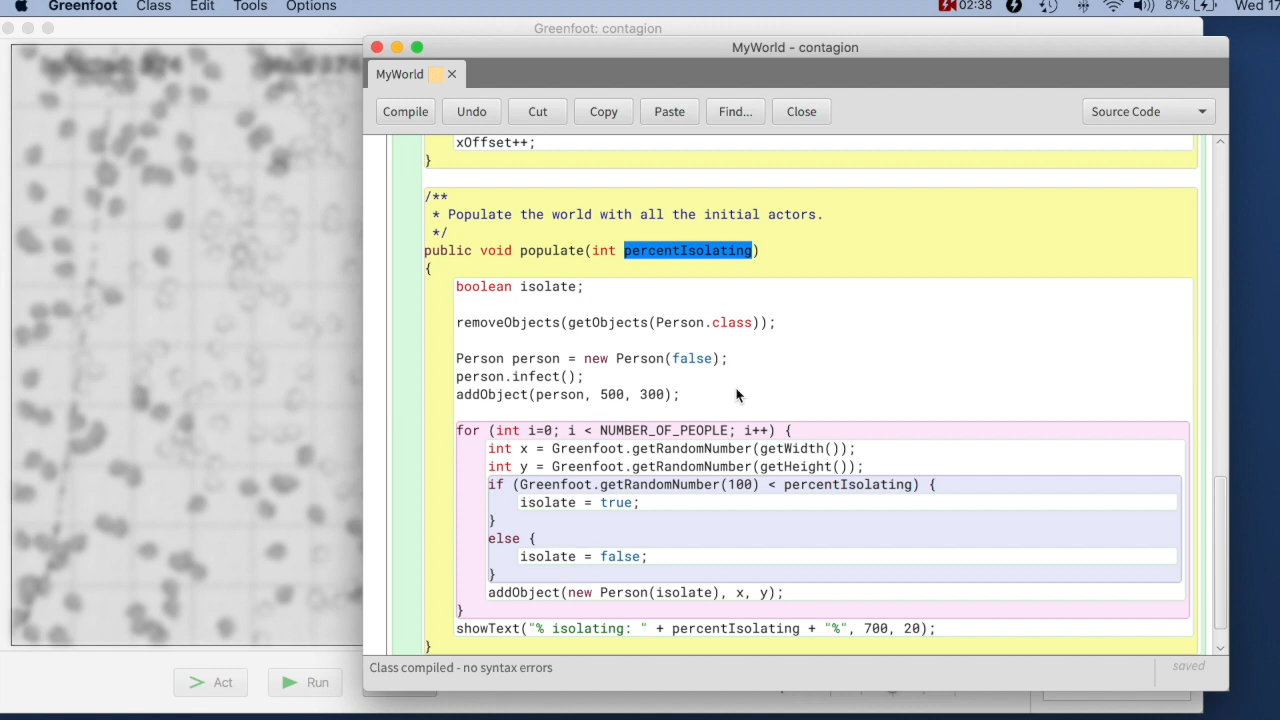 Greenfoot Class Edit Tools Options 02:38 87% Wed 17
Greenfoot: contagion
MyWorld - contagion
MyWorld
Compile Undo Cut Copy Paste Find... Close Source Code
xOffset++;
}
/**
* Populate the world with all the initial actors.
*/
public void populate(int percentIsolating)
{
boolean isolate;
removeObjects(getObjects(Person.class));
Person person = new Person(false);
person.infect();
addObject(person, 500, 300);
for (int i=0; i < NUMBER_OF_PEOPLE; i++) {
int x = Greenfoot.getRandomNumber(getWidth());
int y = Greenfoot.getRandomNumber(getHeight());
if (Greenfoot.getRandomNumber(100) < percentIsolating) {
isolate = true;
}
else {
isolate = false;
}
addObject(new Person(isolate), x, y);
}
showText("% isolating: " + percentIsolating + "%", 700, 20);
}
Class compiled - no syntax errors saved
Act Run